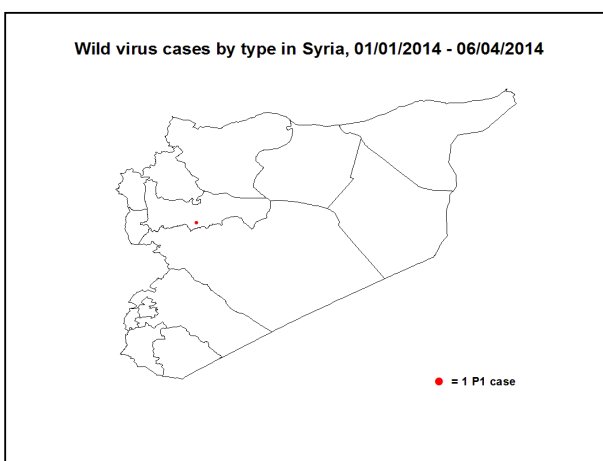 Wild virus cases by type in Syria, 01/01/2014 - 06/04/2014
= 1 P1 case